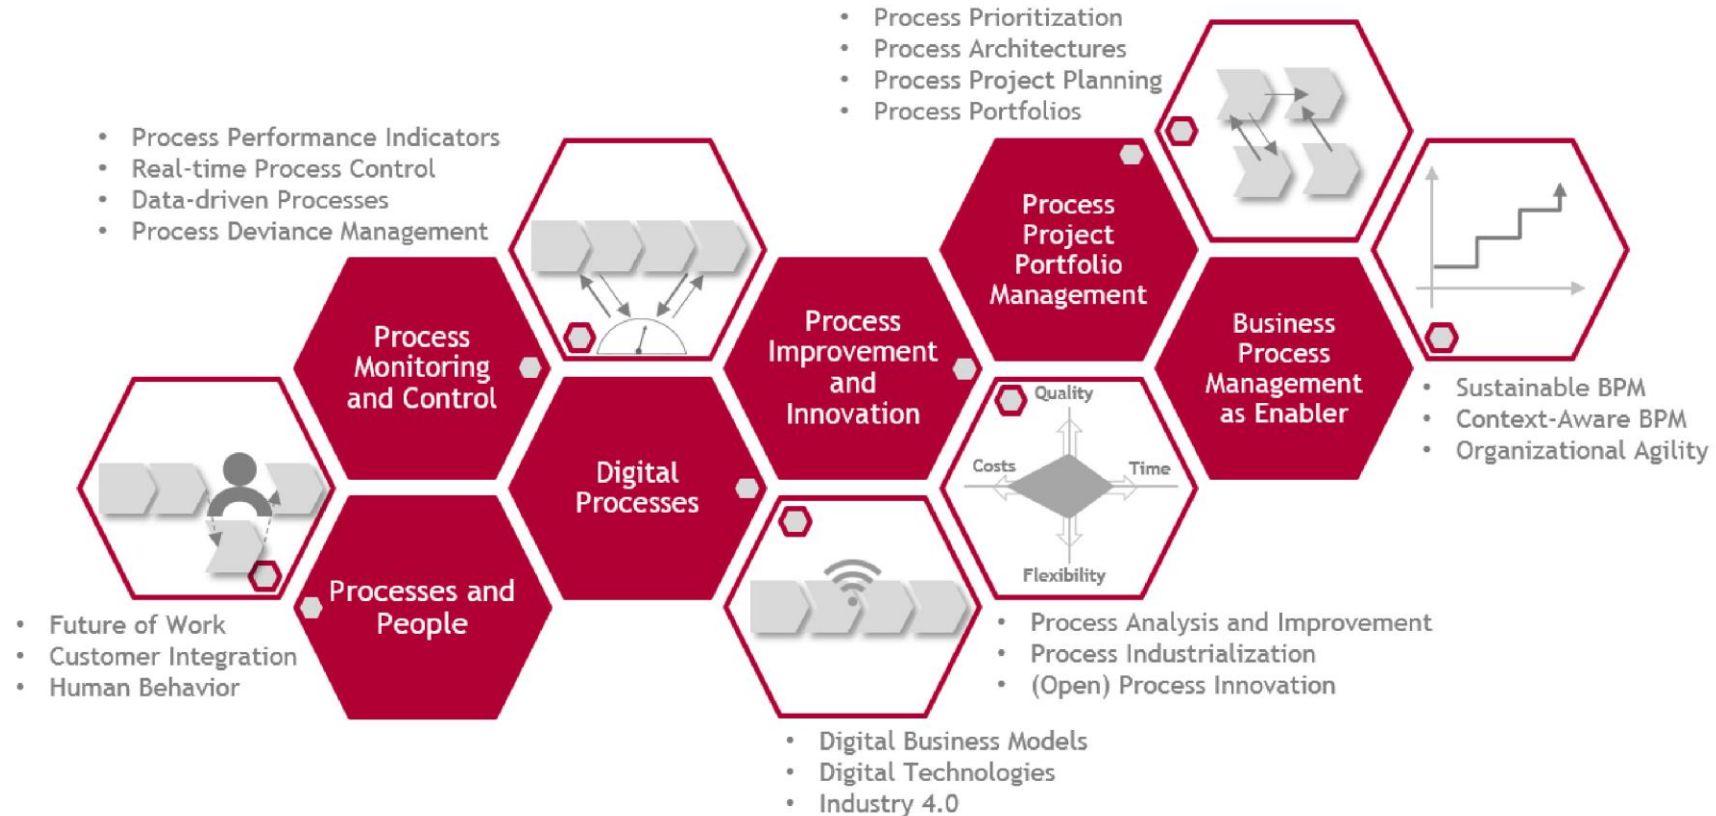 • Process Prioritization
• Process Architectures
• Process Project Planning
• Process Portfolios
• Process Performance Indicators
• Real-time Process Control
• Data-driven Processes
• Process Deviance Management
Process
Project
Portfolio
Management
Process
Monitoring
and Control
Process
Improvement
and
Innovation
Business
Process
Management
as Enabler
• Sustainable BPM
• Context-Aware BPM
• Organizational Agility
Quality
Costs
Time
Flexibility
Digital
Processes
Processes and
People
• Future of Work
• Customer Integration
• Human Behavior
• Process Analysis and Improvement
• Process Industrialization
• (Open) Process Innovation
• Digital Business Models
• Digital Technologies
• Industry 4.0